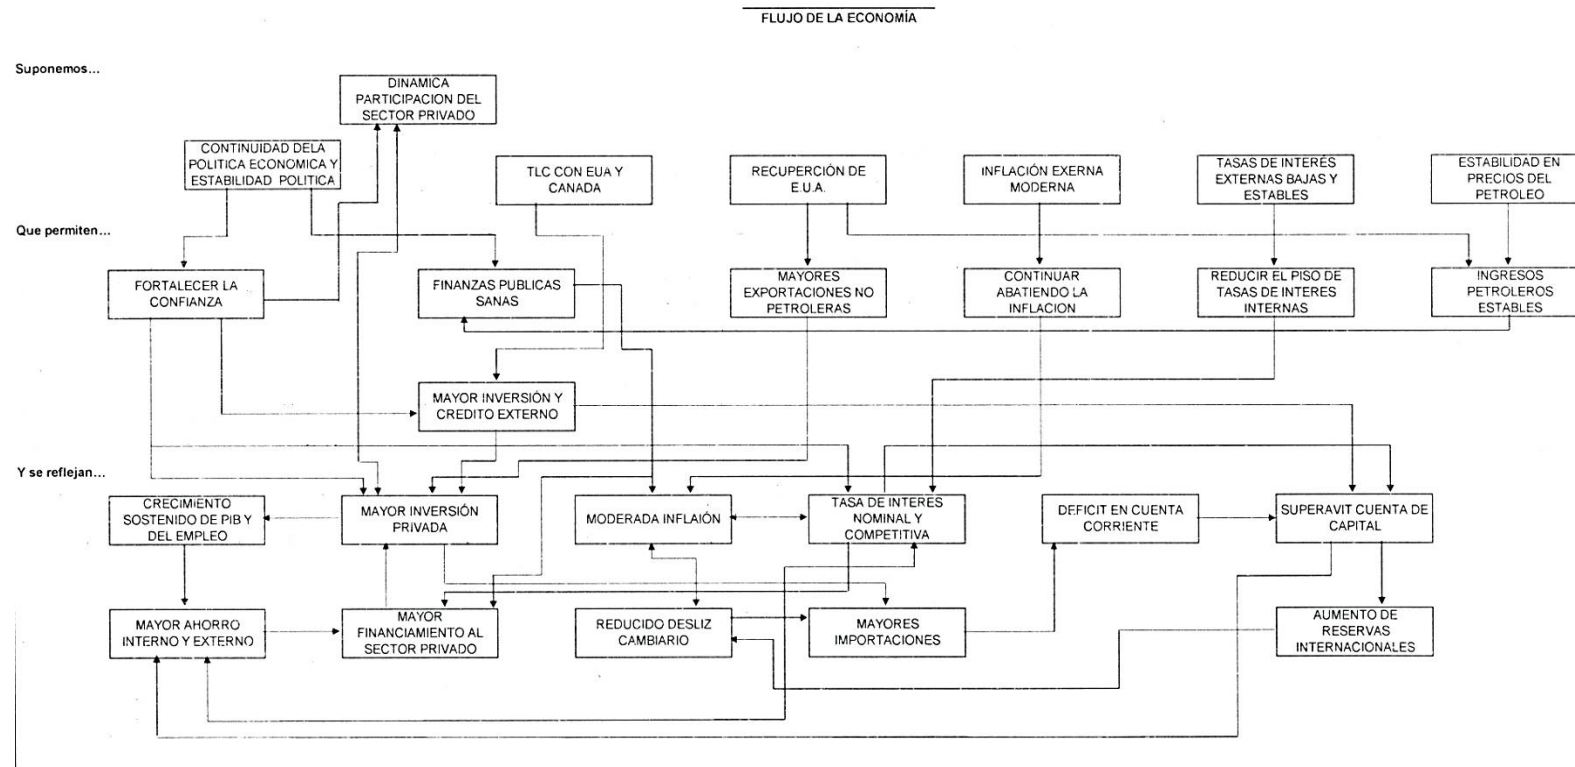 FLUJO DE LA ECONOMÍA
Suponemos...
DINAMICA
PARTICIPACION DEL
SECTOR PRIVADO
CONTINUIDAD DELA
POLITICA ECONOMICA Y
ESTABILIDAD POLITICA
TLC CON EUA Y
CANADA
RECUPERCIÓN DE
E.U.A.
INFLACIÓN EXERNA
MODERNA
TASAS DE INTERÉS
EXTERNAS BAJAS Y
ESTABLES
ESTABILIDAD EN
PRECIOS DEL
PETROLEO
Que permiten...
FORTALECER LA
CONFIANZA
FINANZAS PUBLICAS
SANAS
MAYORES
EXPORTACIONES NO
PETROLERAS
CONTINUAR
ABATIENDO LA
INFLACION
REDUCIR EL PISO DE
TASAS DE INTERES
INTERNAS
INGRESOS
PETROLEROS
ESTABLES
MAYOR INVERSIÓN Y
CREDITO EXTERNO
Y se reflejan...
CRECIMIENTO
SOSTENIDO DE PIB Y
DEL EMPLEO
MAYOR INVERSIÓN
PRIVADA
MODERADA INFLAIÓN
TASA DE INTERES
NOMINAL Y
COMPETITIVA
DEFICIT EN CUENTA
CORRIENTE
SUPERAVIT CUENTA DE
CAPITAL
MAYOR AHORRO
INTERNO Y EXTERNO
MAYOR
FINANCIAMIENTO AL
SECTOR PRIVADO
REDUCIDO DESLIZ
CAMBIARIO
MAYORES
IMPORTACIONES
AUMENTO DE
RESERVAS
INTERNACIONALES